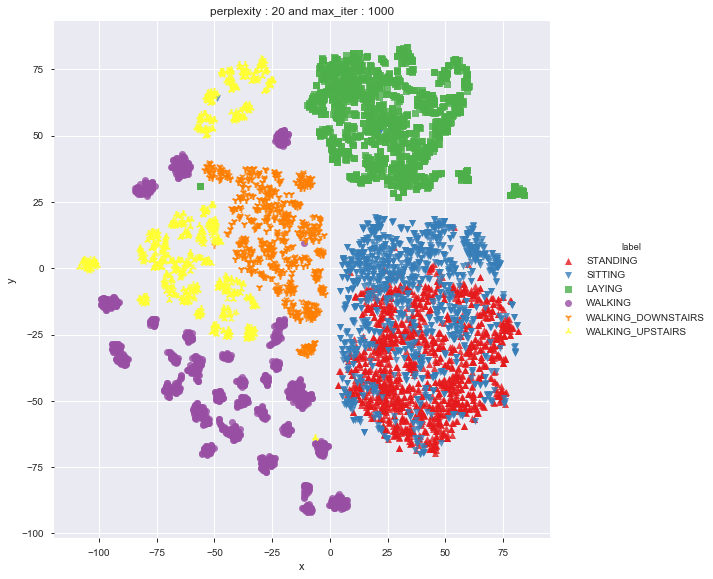 perplexity : 20 and max_iter : 1000
y
75
50
25
0
−25
−50
−75
−100
−100
−75
−50
−25
0
25
50
75
x
label
STANDING
SITTING
LAYING
WALKING
WALKING_DOWNSTAIRS
WALKING_UPSTAIRS